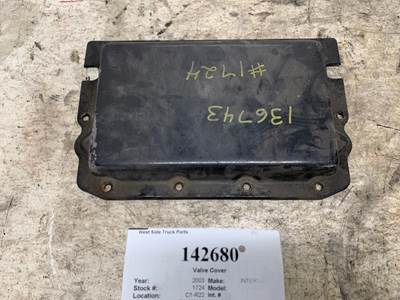 #1724
136743
West Side Truck Parts
142680
Valve Cover
Year: 2003 Make: INTER
Stock #: 1724 Model:
Location: C1-R22 Int. #